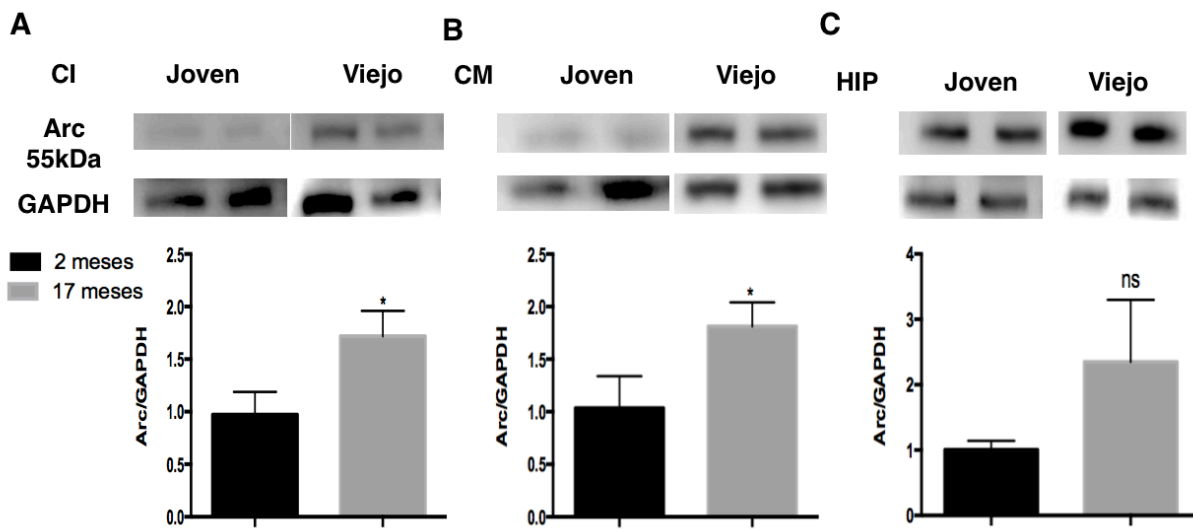 A
CI Joven Viejo
Arc
55kDa
GAPDH
2 meses
17 meses
Arc/GAPDH
2.5
2.0
1.5
1.0
0.5
0.0
*
B
CM Joven Viejo
Arc/GAPDH
2.5
2.0
1.5
1.0
0.5
0.0
*
C
HIP Joven Viejo
Arc/GAPDH
4
3
2
1
0
ns